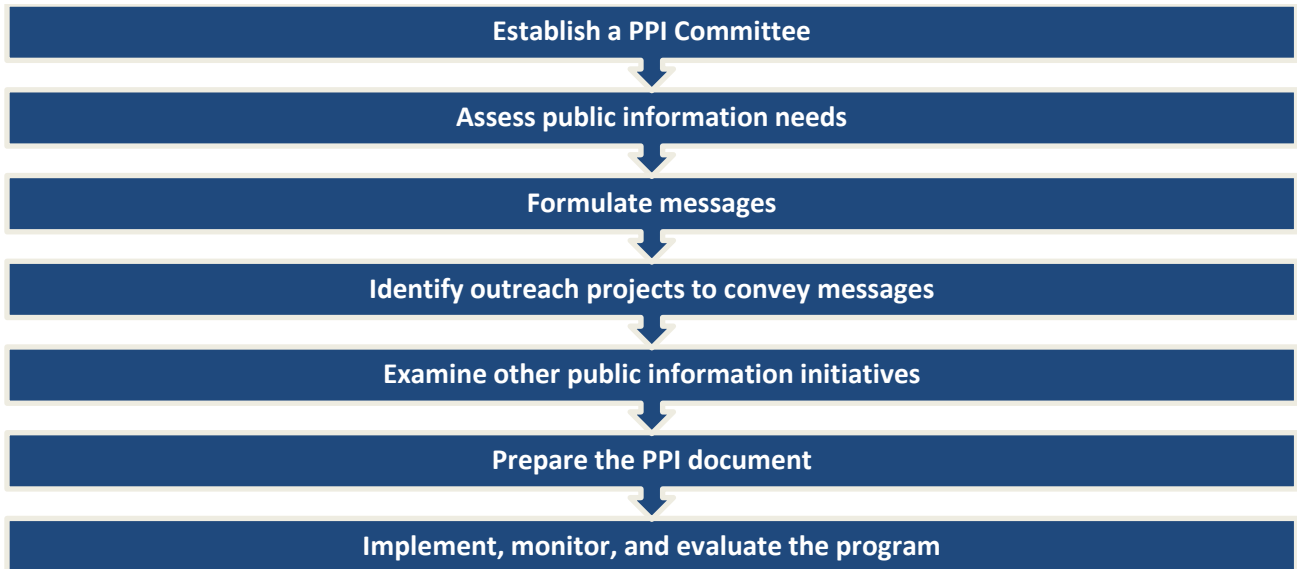 Establish a PPI Committee
Assess public information needs
Formulate messages
Identify outreach projects to convey messages
Examine other public information initiatives
Prepare the PPI document
Implement, monitor, and evaluate the program